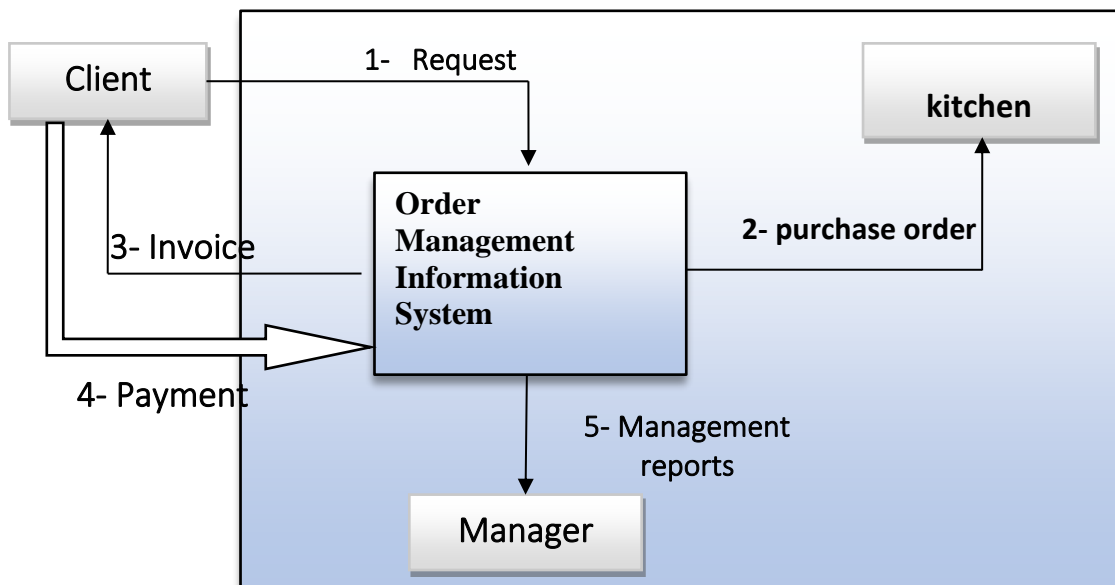 Client
1- Request
kitchen
Order
Management
Information
System
2- purchase order
3- Invoice
4- Payment
5- Management
reports
Manager